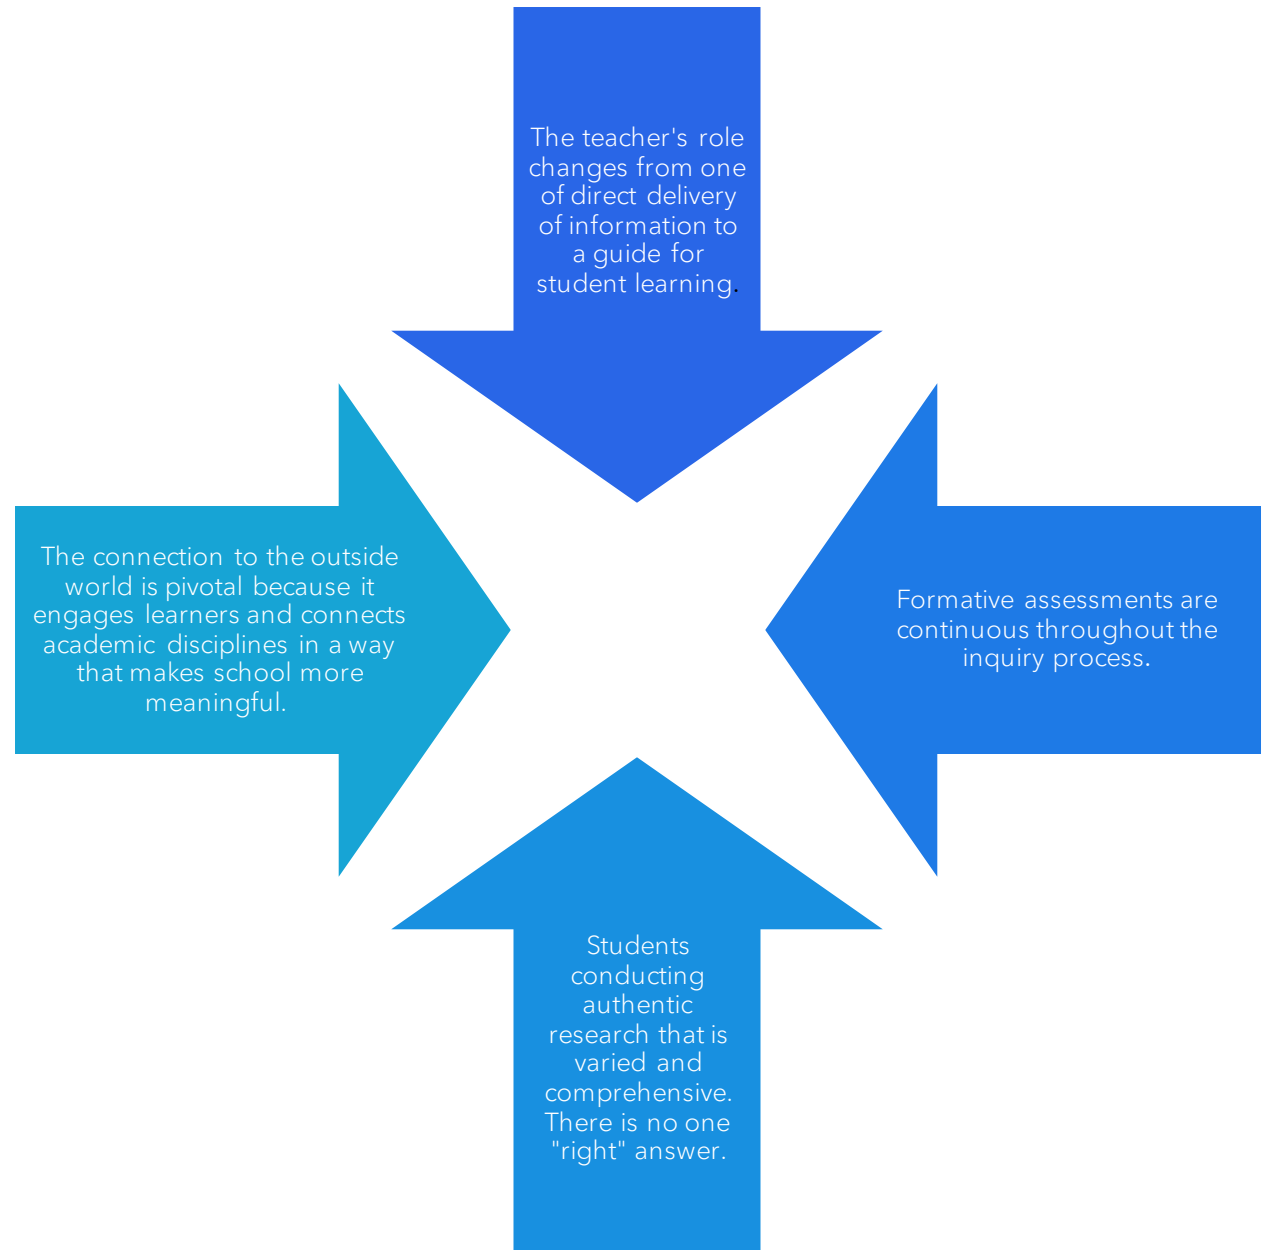 The teacher's role
changes from one
of direct delivery
of information to
a guide for
student learning.
The connection to the outside
world is pivotal because it
engages learners and connects
academic disciplines in a way
that makes school more
meaningful.
Formative assessments are
continuous throughout the
inquiry process.
Students
conducting
authentic
research that is
varied and
comprehensive.
There is no one
"right" answer.